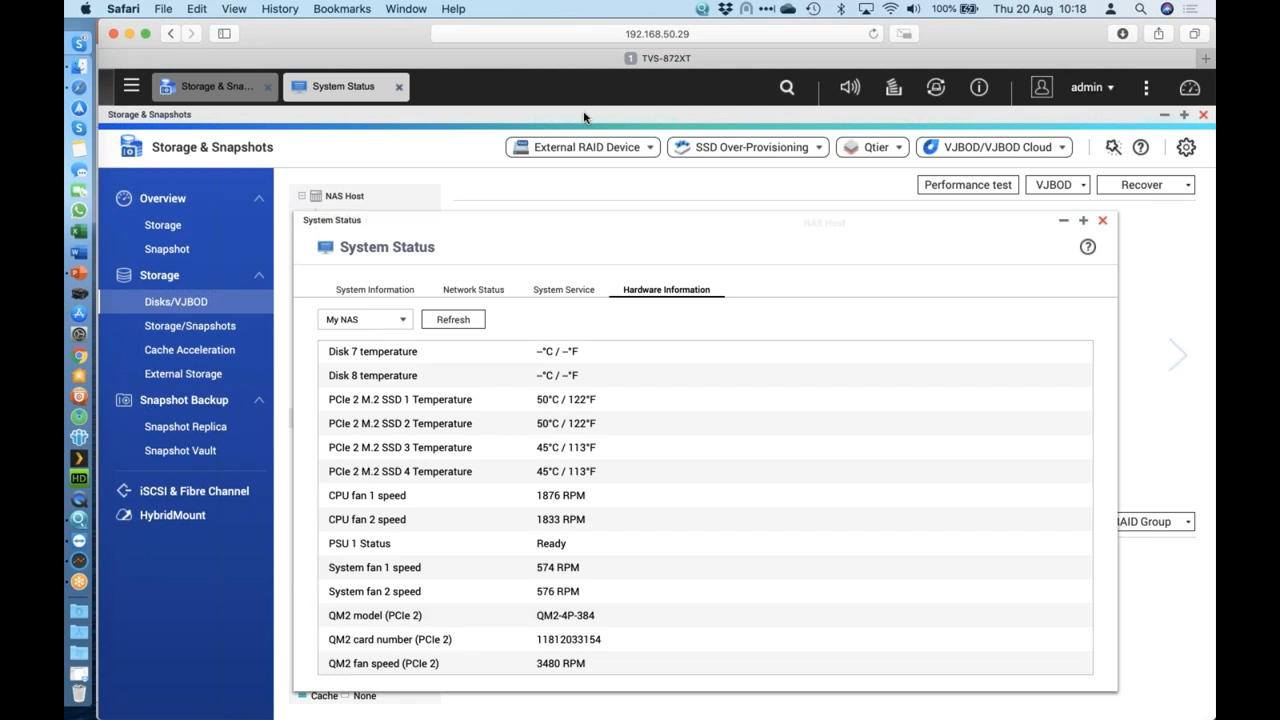 Safari File Edit View History Bookmarks Window Help 100% Thu 20 Aug 10:18
192.168.50.29
1 TVS-872XT
Storage & Sna... System Status admin
Storage & Snapshots
Storage & Snapshots External RAID Device SSD Over-Provisioning Qtier VJBOD/VJBOD Cloud
Performance test VJBOD Recover
Overview
Storage
Snapshot
Storage
Disks/VJBOD
Storage/Snapshots
Cache Acceleration
External Storage
Snapshot Backup
Snapshot Replica
Snapshot Vault
iSCSI & Fibre Channel
HybridMount
NAS Host
System Status NAS Host
System Status
System Information Network Status System Service Hardware Information
My NAS Refresh
Disk 7 temperature --°C / --°F
Disk 8 temperature --°C / --°F
PCIe 2 M.2 SSD 1 Temperature 50°C / 122°F
PCIe 2 M.2 SSD 2 Temperature 50°C / 122°F
PCIe 2 M.2 SSD 3 Temperature 45°C / 113°F
PCIe 2 M.2 SSD 4 Temperature 45°C / 113°F
CPU fan 1 speed 1876 RPM
CPU fan 2 speed 1833 RPM
PSU 1 Status Ready
System fan 1 speed 574 RPM
System fan 2 speed 576 RPM
QM2 model (PCIe 2) QM2-4P-384
QM2 card number (PCIe 2) 11812033154
QM2 fan speed (PCIe 2) 3480 RPM
AID Group
Cache None
HD